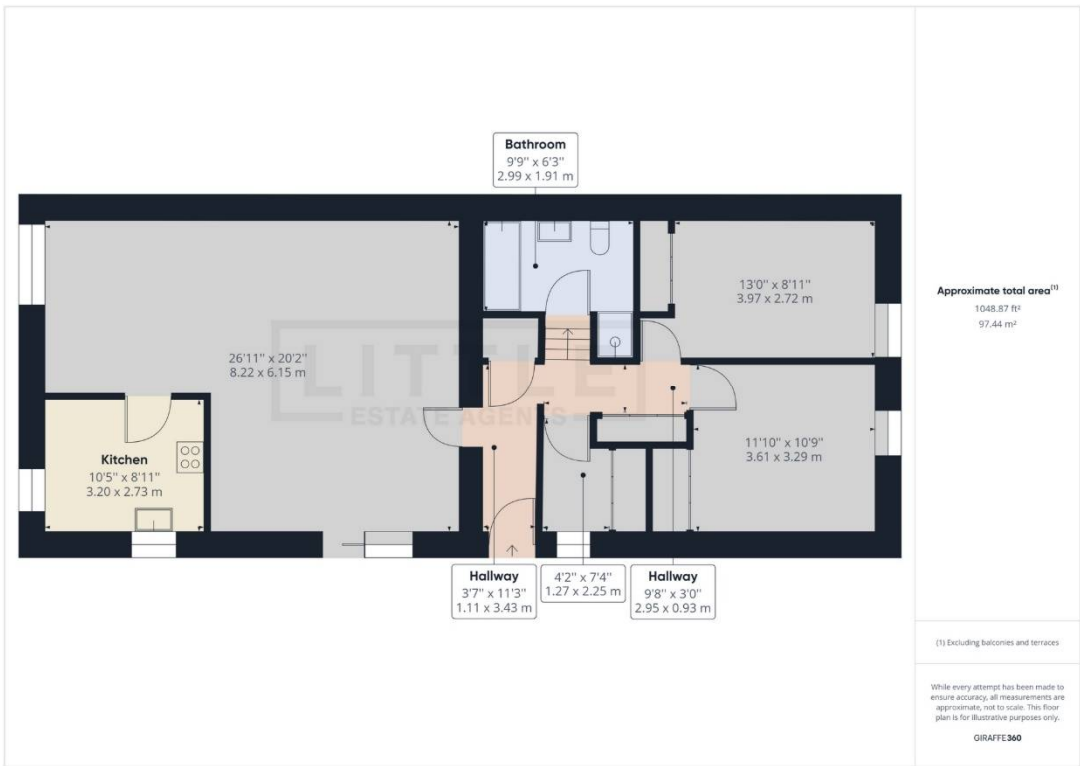 Bathroom
9'9" x 6'3"
2.99 x 1.91 m
13'0" x 8'11"
3.97 x 2.72 m
26'11" x 20'2"
8.22 x 6.15 m
LITTLE
ESTATE AGENTS
Kitchen
10'5" x 8'11"
3.20 x 2.73 m
11'10" x 10'9"
3.61 x 3.29 m
Hallway
3'7" x 11'3"
1.11 x 3.43 m
4'2" x 7'4"
1.27 x 2.25 m
Hallway
9'8" x 3'0"
2.95 x 0.93 m
Approximate total area(1)
1048.87 ft²
97.44 m²
(1) Excluding balconies and terraces
While every attempt has been made to
ensure accuracy, all measurements are
approximate, not to scale. This floor
plan is for illustrative purposes only.
GIRAFFE360